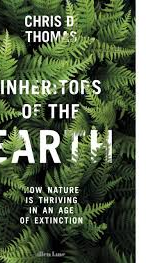 CHRIS D
THOMAS
INHERITORS
OF THE
EARTH
HOW NATURE
IS THRIVING
IN AN AGE
OF EXTINCTION
Allen Lane